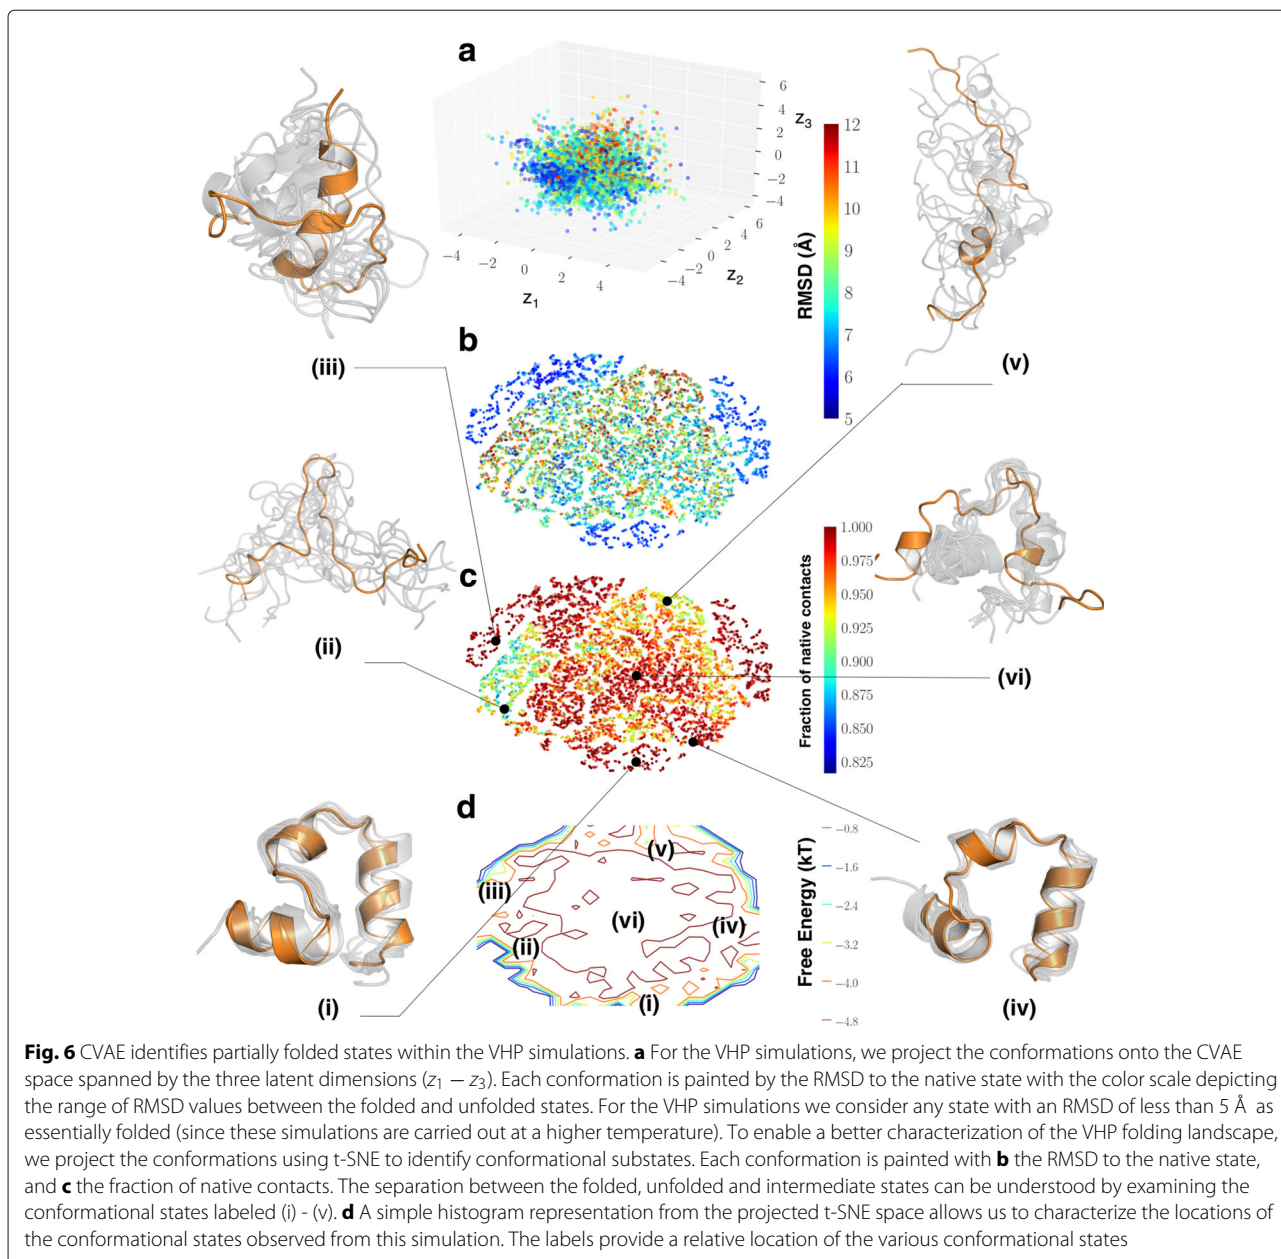 a
z3
6
4
2
0
−2
−4
6
4
2
0
−2
−4
z2
−4
−2
0
2
4
z1
12
11
10
9
8
7
6
5
RMSD (Å)
(iii)
(v)
b
(ii)
c
1.000
0.975
0.950
0.925
0.900
0.875
0.850
0.825
Fraction of native contacts
(vi)
(i)
d
(v)
(iii)
(vi)
(iv)
(ii)
(i)
Free Energy (kT)
−0.8
−1.6
−2.4
−3.2
−4.0
−4.8
(iv)
Fig. 6 CVAE identifies partially folded states within the VHP simulations. a For the VHP simulations, we project the conformations onto the CVAE
space spanned by the three latent dimensions (z1 − z3). Each conformation is painted by the RMSD to the native state with the color scale depicting
the range of RMSD values between the folded and unfolded states. For the VHP simulations we consider any state with an RMSD of less than 5 Å as
essentially folded (since these simulations are carried out at a higher temperature). To enable a better characterization of the VHP folding landscape,
we project the conformations using t-SNE to identify conformational substates. Each conformation is painted with b the RMSD to the native state,
and c the fraction of native contacts. The separation between the folded, unfolded and intermediate states can be understood by examining the
conformational states labeled (i) - (v). d A simple histogram representation from the projected t-SNE space allows us to characterize the locations of
the conformational states observed from this simulation. The labels provide a relative location of the various conformational states